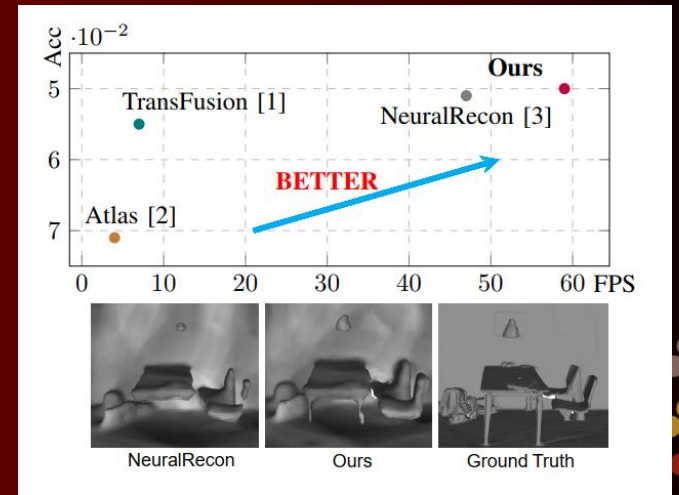 Acc ·10⁻²
Ours
5
TransFusion [1]
NeuralRecon [3]
6
BETTER
Atlas [2]
7
0 10 20 30 40 50 60 FPS
NeuralRecon Ours Ground Truth